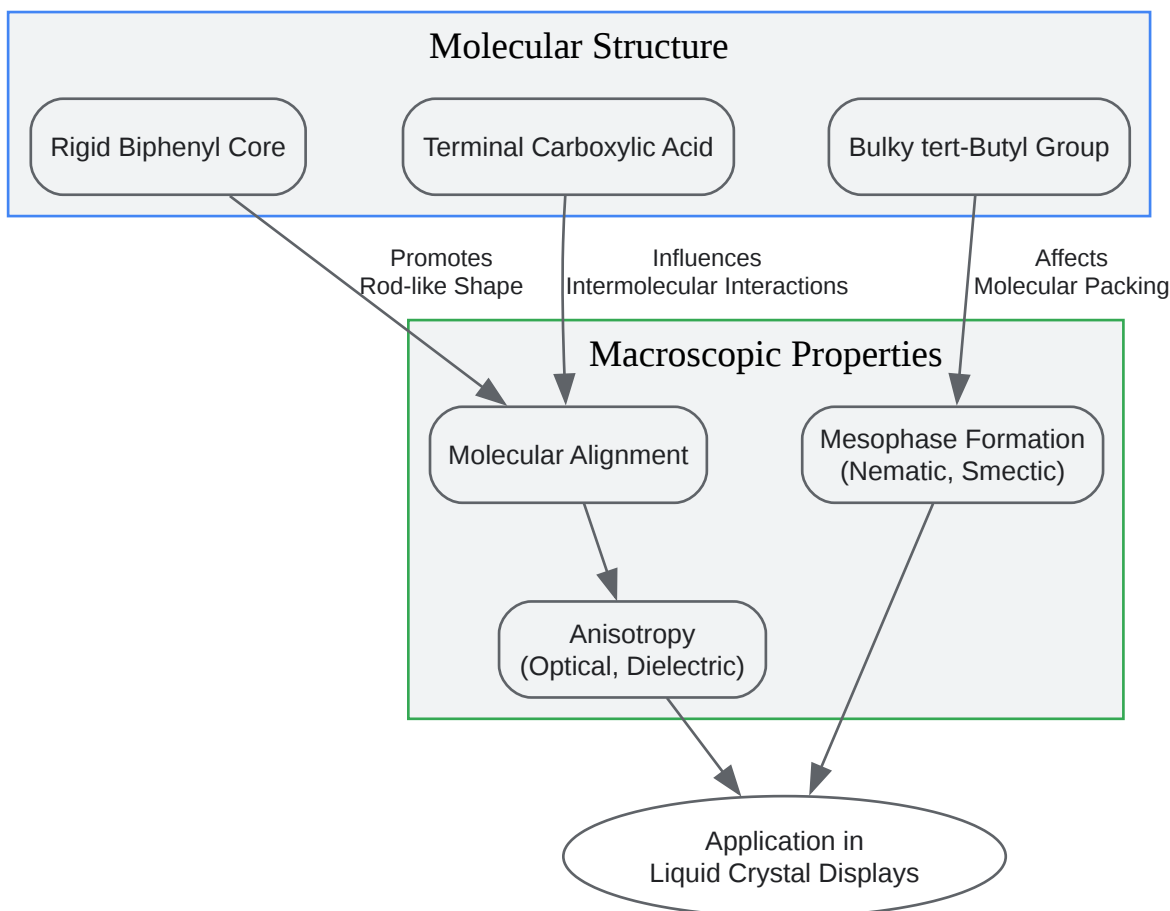 Molecular Structure
Rigid Biphenyl Core
Terminal Carboxylic Acid
Bulky tert-Butyl Group
Promotes
Rod-like Shape
Influences
Intermolecular Interactions
Affects
Molecular Packing
Macroscopic Properties
Molecular Alignment
Mesophase Formation
(Nematic, Smectic)
Anisotropy
(Optical, Dielectric)
Application in
Liquid Crystal Displays